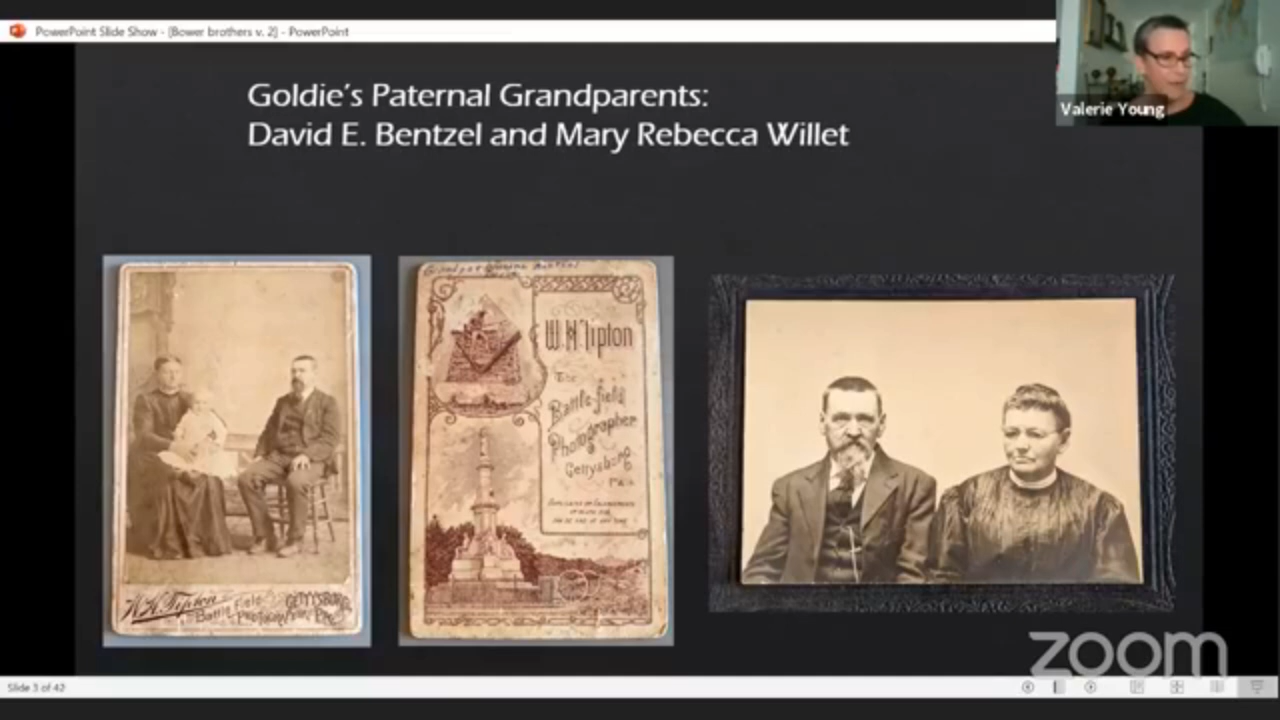 PowerPoint Slide Show - [Bower brothers v. 2] - PowerPoint
Valerie Young
Goldie's Paternal Grandparents:
David E. Bentzel and Mary Rebecca Willet
W.H. Tipton
Battle Field
Photographer
GETTYSBURG,
W.H. Tipton
The
Battle-field
Photographer
Gettysburg
Pa.
zoom
Slide 3 of 42